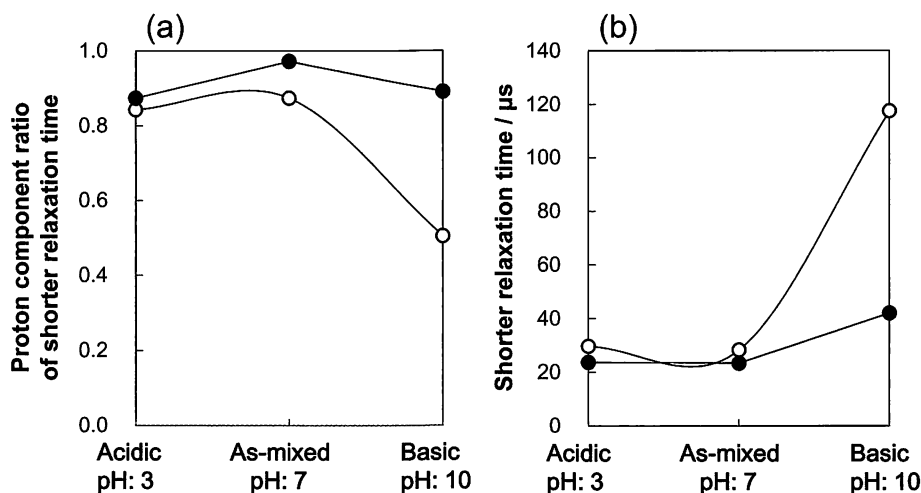 (a)
Proton component ratio
of shorter relaxation time
1.0
0.8
0.6
0.4
0.2
0.0
Acidic
pH: 3
As-mixed
pH: 7
Basic
pH: 10
(b)
Shorter relaxation time / µs
140
120
100
80
60
40
20
0
Acidic
pH: 3
As-mixed
pH: 7
Basic
pH: 10